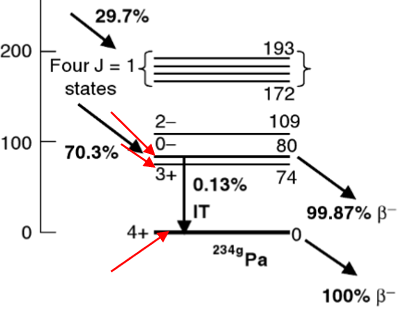 29.7%
200
193
Four J = 1
states
172
2− 109
100
0− 80
70.3%
3+ 74
0.13%
IT
99.87% β−
0
4+ 0
234gPa
100% β−